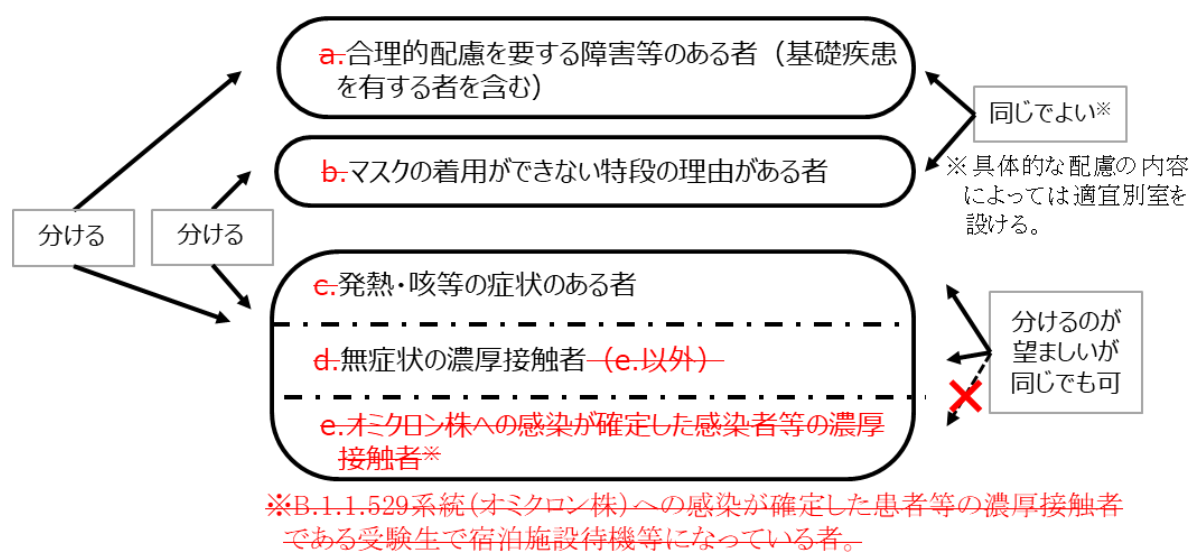 a.合理的配慮を要する障害等のある者（基礎疾患
を有する者を含む）
同じでよい※
b.マスクの着用ができない特段の理由がある者
※具体的な配慮の内容
によっては適宜別室を
設ける。
分ける
分ける
c.発熱・咳等の症状のある者
分けるのが
望ましいが
同じでも可
d.無症状の濃厚接触者（e.以外）
e.オミクロン株への感染が確定した感染者等の濃厚
接触者※
※B.1.1.529系統（オミクロン株）への感染が確定した患者等の濃厚接触者
である受験生で宿泊施設待機等になっている者。